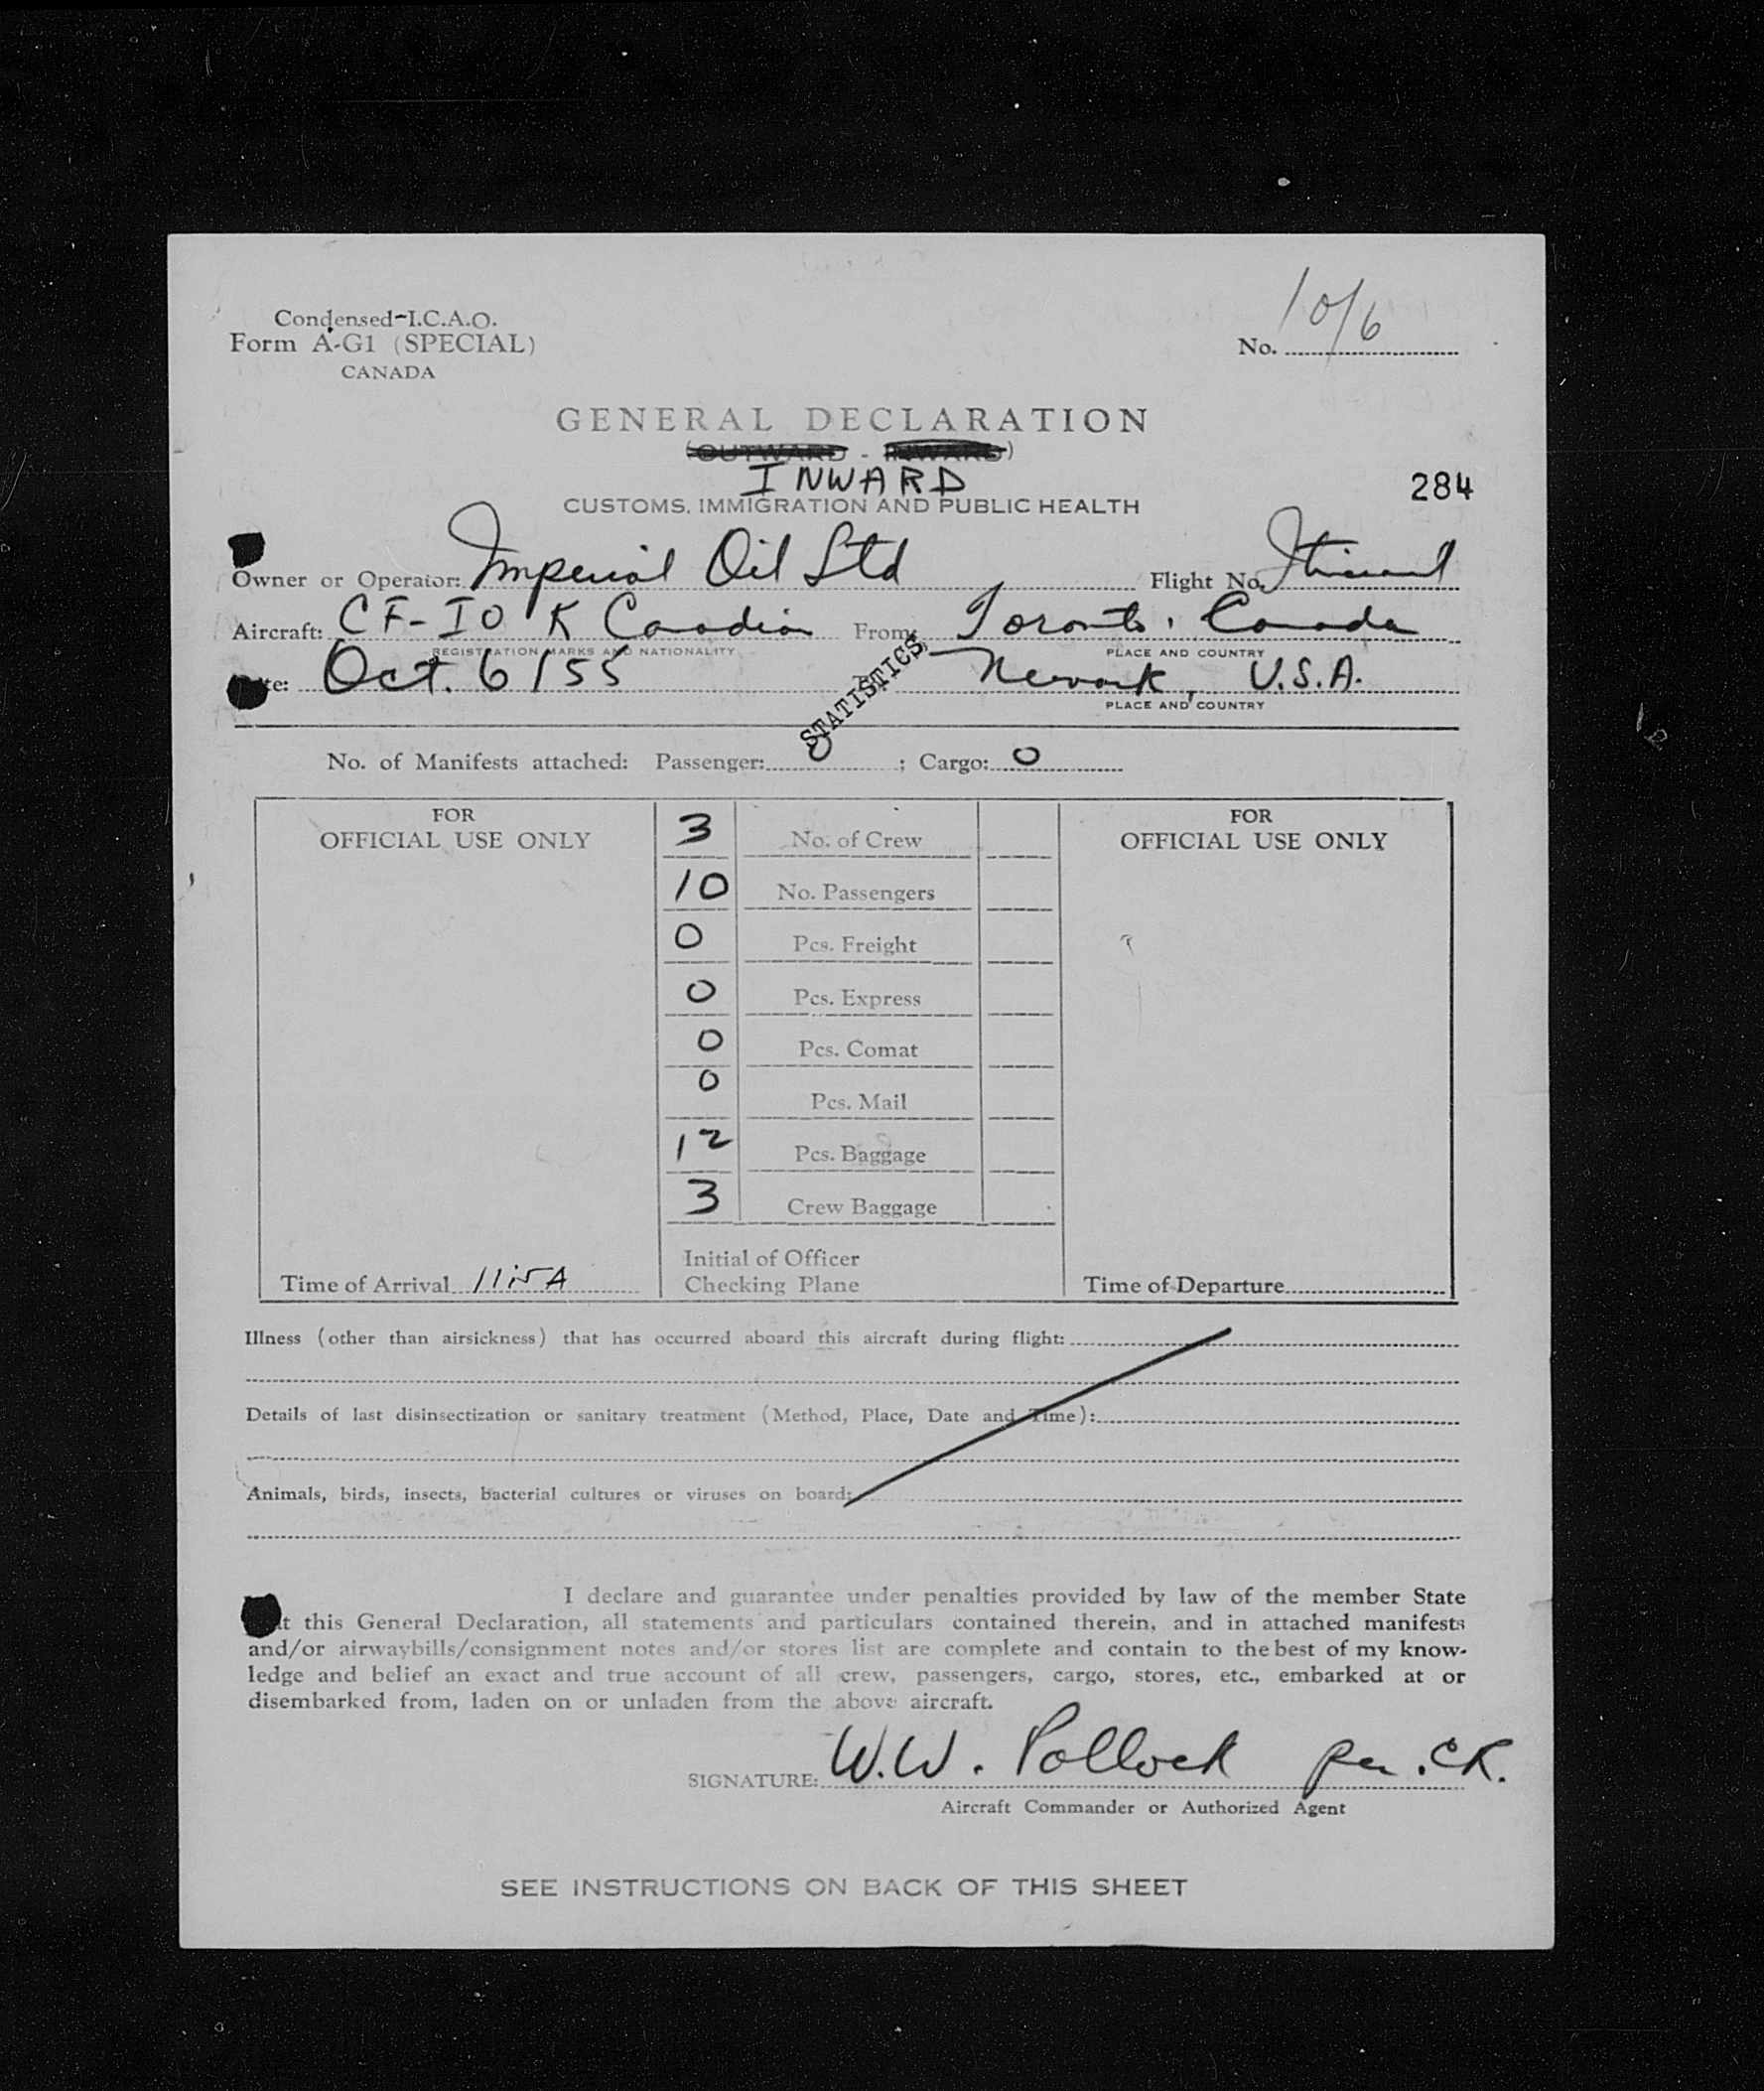 Condensed-I.C.A.O.
Form A-G1 (SPECIAL)
CANADA
No. 10/6
GENERAL DECLARATION
(OUTWARD - INWARD)
INWARD
284
CUSTOMS, IMMIGRATION AND PUBLIC HEALTH
Owner or Operator: Imperial Oil Ltd Flight No.
Aircraft: CF-IOK Canadian From: Toronto, Canada
REGISTRATION MARKS AND NATIONALITY PLACE AND COUNTRY
Oct. 6/55 Newark, U.S.A.
PLACE AND COUNTRY
STATISTICS
No. of Manifests attached: Passenger: 0 ; Cargo: 0
FOR
OFFICIAL USE ONLY
3 No. of Crew
10 No. Passengers
0 Pcs. Freight
0 Pcs. Express
0 Pcs. Comat
0 Pcs. Mail
12 Pcs. Baggage
3 Crew Baggage
Initial of Officer
Checking Plane
Time of Arrival
FOR
OFFICIAL USE ONLY
Time of Departure
Illness (other than airsickness) that has occurred aboard this aircraft during flight:
Details of last disinsectization or sanitary treatment (Method, Place, Date and Time):
Animals, birds, insects, bacterial cultures or viruses on board:
I declare and guarantee under penalties provided by law of the member State
t this General Declaration, all statements and particulars contained therein, and in attached manifests
and/or airwaybills/consignment notes and/or stores list are complete and contain to the best of my know-
ledge and belief an exact and true account of all crew, passengers, cargo, stores, etc., embarked at or
disembarked from, laden on or unladen from the above aircraft.
SIGNATURE: W.W. Pollock per. CK.
Aircraft Commander or Authorized Agent
SEE INSTRUCTIONS ON BACK OF THIS SHEET